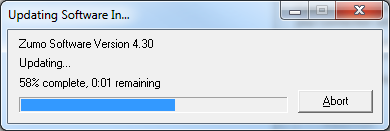 Updating Software In...
Zumo Software Version 4.30
Updating...
58% complete, 0:01 remaining
Abort